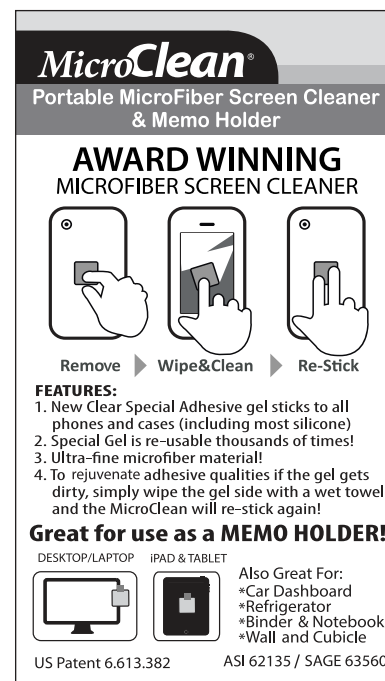 MicroClean®
Portable MicroFiber Screen Cleaner
& Memo Holder
AWARD WINNING
MICROFIBER SCREEN CLEANER
Remove Wipe&Clean Re-Stick
FEATURES:
1. New Clear Special Adhesive gel sticks to all
phones and cases (including most silicone)
2. Special Gel is re-usable thousands of times!
3. Ultra-fine microfiber material!
4. To rejuvenate adhesive qualities if the gel gets
dirty, simply wipe the gel side with a wet towel
and the MicroClean will re-stick again!
Great for use as a MEMO HOLDER!
DESKTOP/LAPTOP iPAD & TABLET
Also Great For:
*Car Dashboard
*Refrigerator
*Binder & Notebook
*Wall and Cubicle
US Patent 6.613.382 ASI 62135 / SAGE 63560